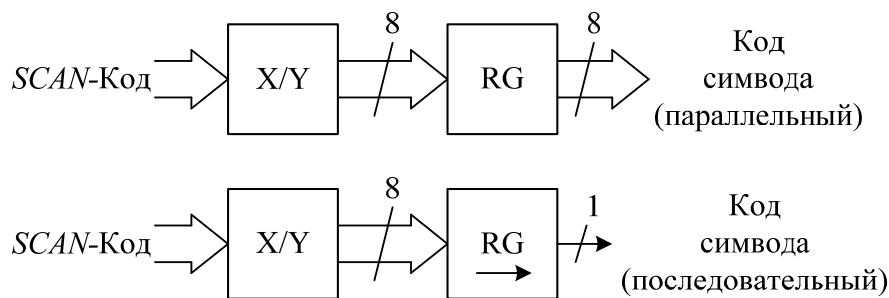 8
8
SCAN-Код
X/Y
RG
Код
символа
(параллельный)
8
1
SCAN-Код
X/Y
RG
Код
символа
(последовательный)